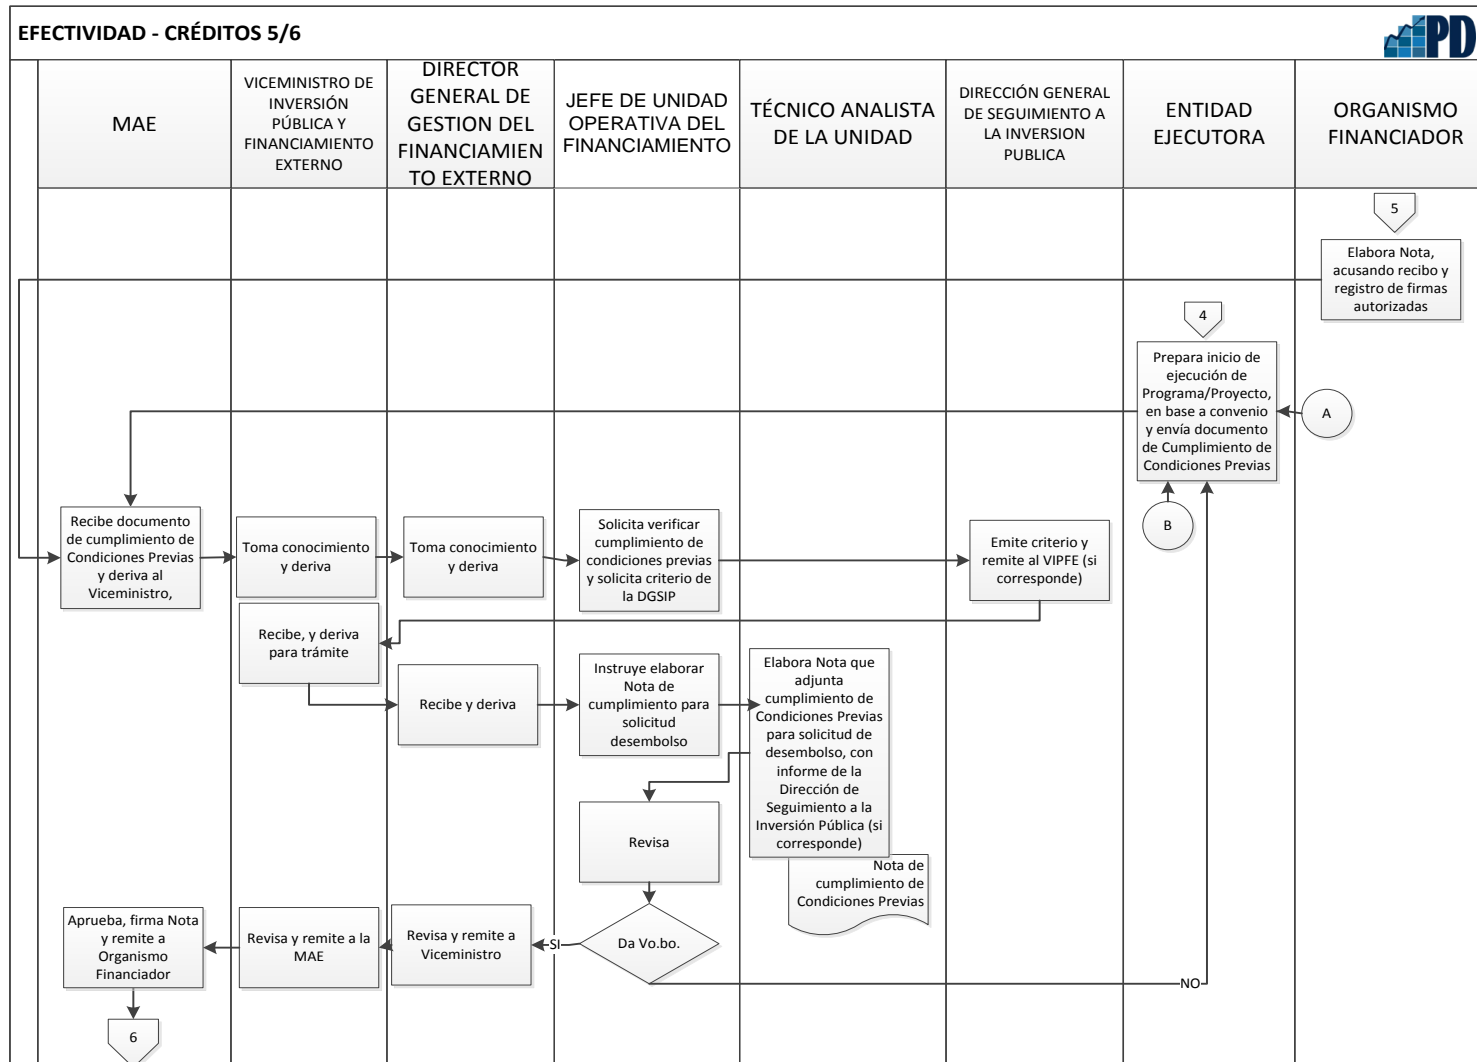 EFECTIVIDAD - CRÉDITOS 5/6
PD
MAE
VICEMINISTRO DE
INVERSIÓN
PÚBLICA Y
FINANCIAMIENTO
EXTERNO
DIRECTOR
GENERAL DE
GESTION DEL
FINANCIAMIEN
TO EXTERNO
JEFE DE UNIDAD
OPERATIVA DEL
FINANCIAMIENTO
TÉCNICO ANALISTA
DE LA UNIDAD
DIRECCIÓN GENERAL
DE SEGUIMIENTO A
LA INVERSION
PUBLICA
ENTIDAD
EJECUTORA
ORGANISMO
FINANCIADOR
5
Elabora Nota,
acusando recibo y
registro de firmas
autorizadas
4
Prepara inicio de
ejecución de
Programa/Proyecto,
en base a convenio
y envía documento
de Cumplimiento de
Condiciones Previas
A
B
Recibe documento
de cumplimiento de
Condiciones Previas
y deriva al
Viceministro,
Toma conocimiento
y deriva
Toma conocimiento
y deriva
Solicita verificar
cumplimiento de
condiciones previas
y solicita criterio de
la DGSIP
Emite criterio y
remite al VIPFE (si
corresponde)
Recibe, y deriva
para trámite
Recibe y deriva
Instruye elaborar
Nota de
cumplimiento para
solicitud
desembolso
Elabora Nota que
adjunta
cumplimiento de
Condiciones Previas
para solicitud de
desembolso, con
informe de la
Dirección de
Seguimiento a la
Inversión Pública (si
corresponde)
Nota de
cumplimiento de
Condiciones Previas
Revisa
Da Vo.bo.
SI
NO
Revisa y remite a
Viceministro
Revisa y remite a la
MAE
Aprueba, firma Nota
y remite a
Organismo
Financiador
6